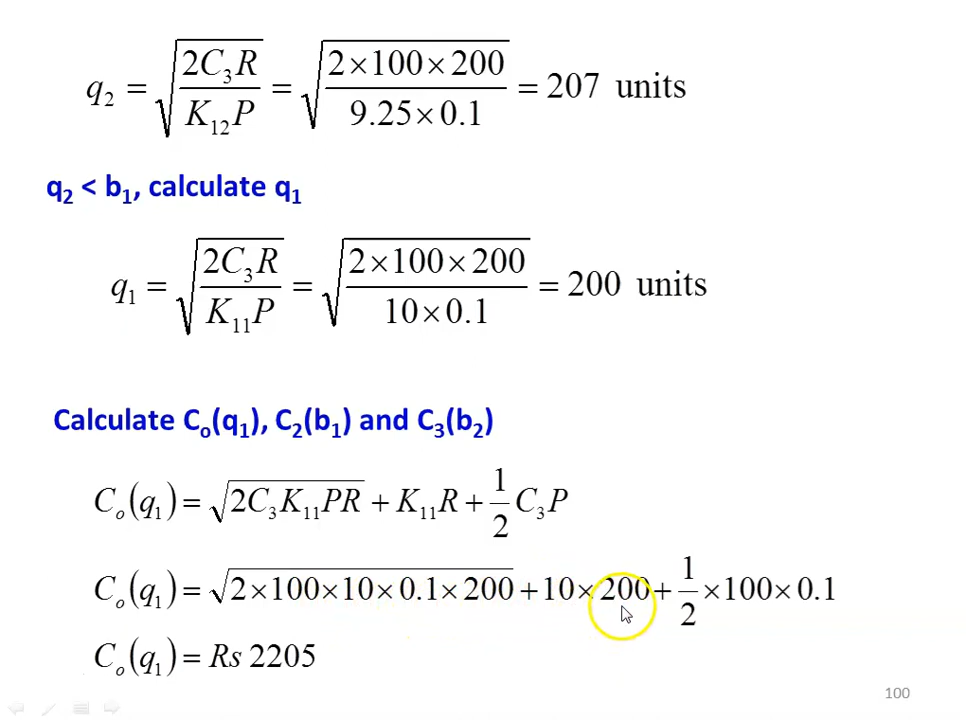 q₂ = √(2C₃R / K₁₂P) = √(2×100×200 / 9.25×0.1) = 207 units
q₂ < b₁, calculate q₁
q₁ = √(2C₃R / K₁₁P) = √(2×100×200 / 10×0.1) = 200 units
Calculate Cₒ(q₁), C₂(b₁) and C₃(b₂)
Cₒ(q₁) = √(2C₃K₁₁PR) + K₁₁R + 1/2 C₃P
Cₒ(q₁) = √(2×100×10×0.1×200) + 10×200 + 1/2 ×100×0.1
Cₒ(q₁) = Rs 2205
100